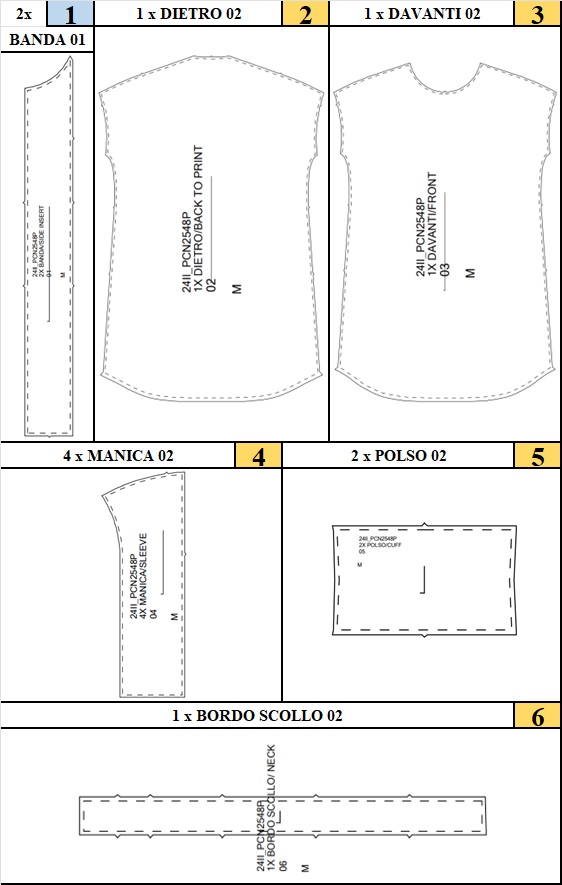 2x 1 1 x DIETRO 02 2 1 x DAVANTI 02 3
BANDA 01
24II_PCN2548P
2X BANDA/SIDE INSERT
01
M
24II_PCN2548P
1X DIETRO/BACK TO PRINT
02
M
24II_PCN2548P
1X DAVANTI/FRONT
03
M
4 x MANICA 02 4 2 x POLSO 02 5
24II_PCN2548P
4X MANICA/SLEEVE
04
M
24II_PCN2548P
2X POLSO/CUFF
05
M
1 x BORDO SCOLLO 02 6
24II_PCN2548P
1X BORDO SCOLLO/ NECK
06
M